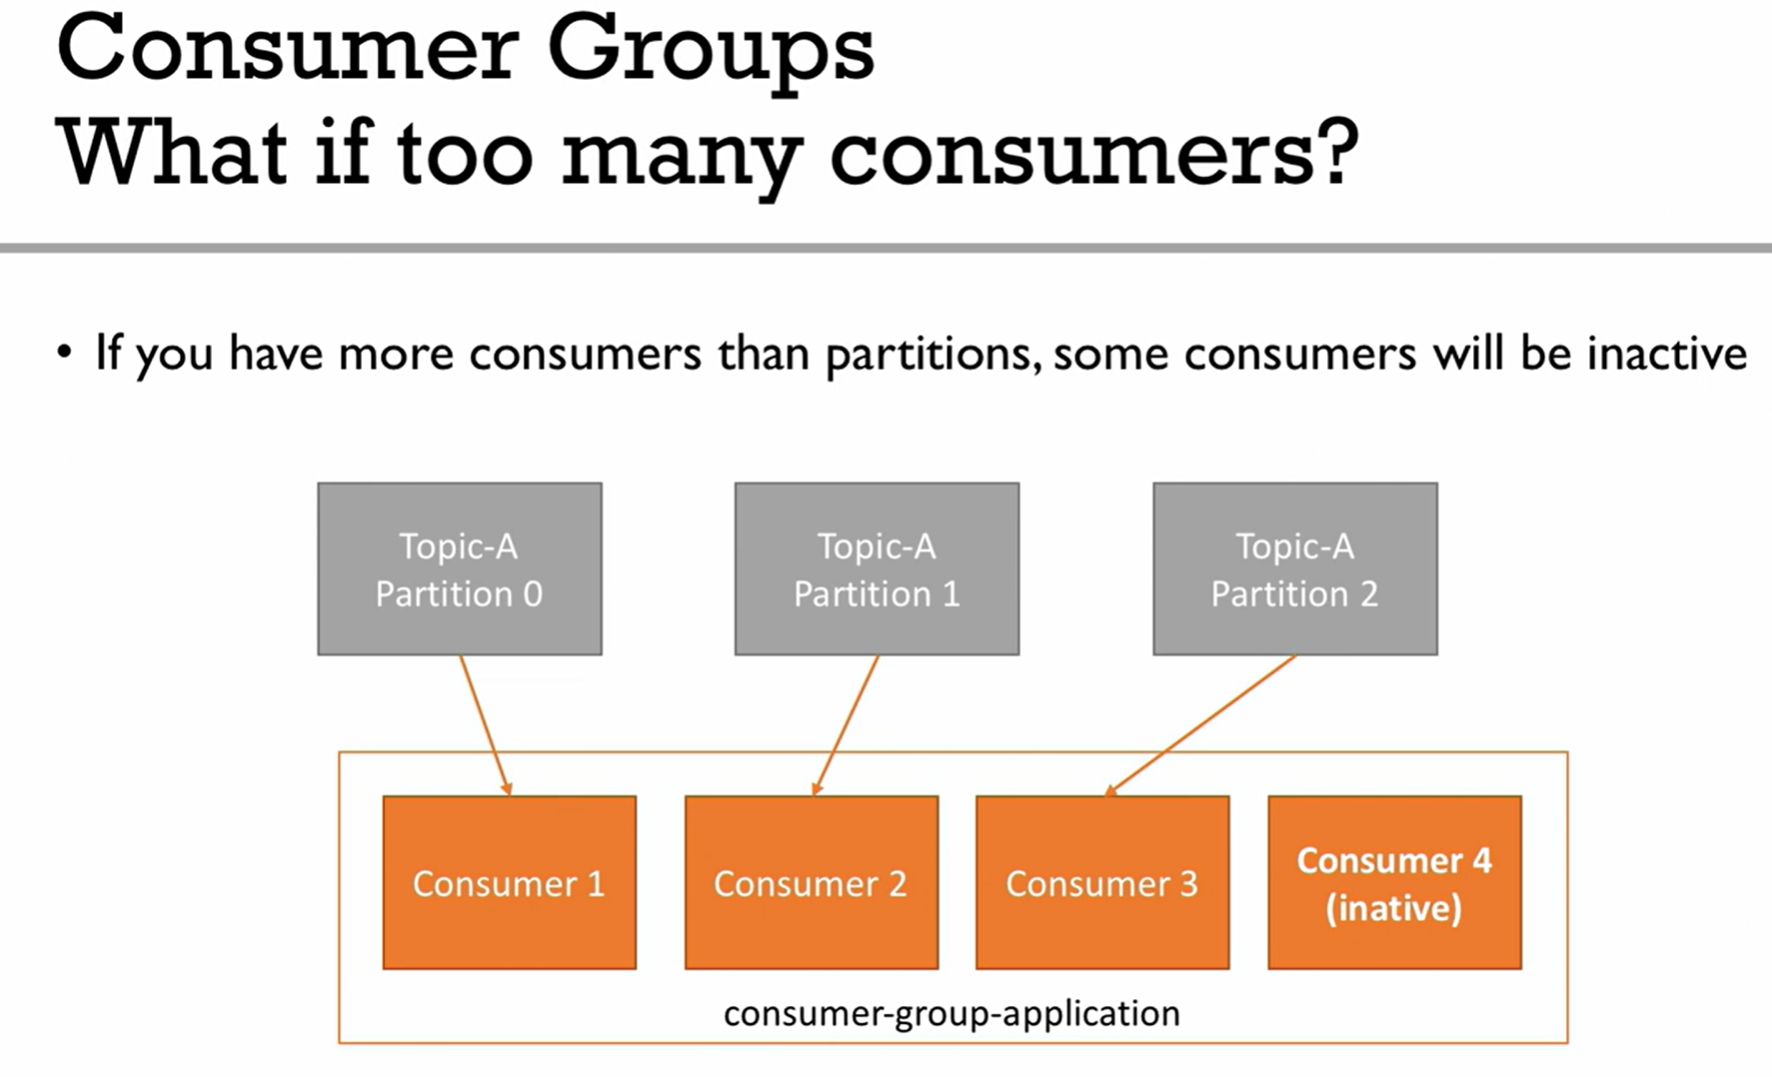 Consumer Groups
What if too many consumers?
• If you have more consumers than partitions, some consumers will be inactive
Topic-A
Partition 0
Topic-A
Partition 1
Topic-A
Partition 2
Consumer 1
Consumer 2
Consumer 3
Consumer 4
(inative)
consumer-group-application